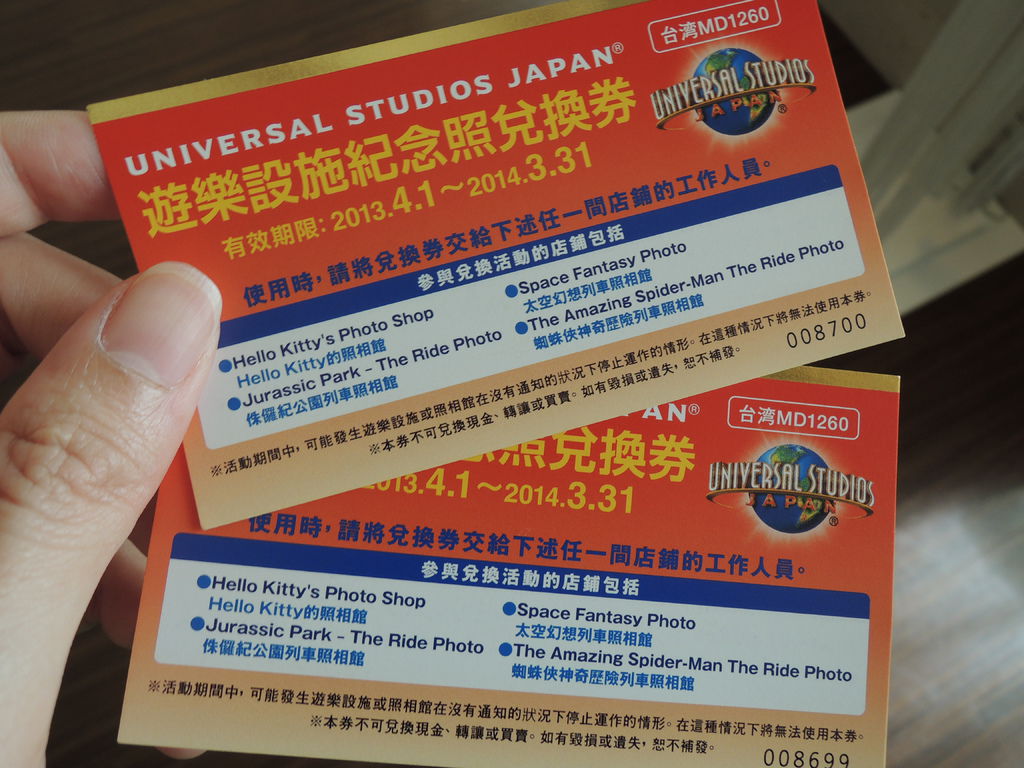 台湾MD1260
UNIVERSAL STUDIOS JAPAN®
UNIVERSAL STUDIOS
JAPAN®
遊樂設施紀念照兌換券
有效期限: 2013.4.1～2014.3.31
使用時，請將兌換券交給下述任一間店鋪的工作人員。
參與兌換活動的店鋪包括
●Hello Kitty's Photo Shop
Hello Kitty的照相館
●Jurassic Park - The Ride Photo
侏儸紀公園列車照相館
●Space Fantasy Photo
太空幻想列車照相館
●The Amazing Spider-Man The Ride Photo
蜘蛛俠神奇歷險列車照相館
※活動期間中，可能發生遊樂設施或照相館在沒有通知的狀況下停止運作的情形。在這種情況下將無法使用本券。
※本券不可兌換現金、轉讓或買賣。如有毀損或遺失，恕不補發。
008700
PAN®
台湾MD1260
UNIVERSAL STUDIOS
JAPAN®
念照兌換券
2013.4.1～2014.3.31
使用時，請將兌換券交給下述任一間店鋪的工作人員。
參與兌換活動的店鋪包括
●Hello Kitty's Photo Shop
Hello Kitty的照相館
●Jurassic Park - The Ride Photo
侏儸紀公園列車照相館
●Space Fantasy Photo
太空幻想列車照相館
●The Amazing Spider-Man The Ride Photo
蜘蛛俠神奇歷險列車照相館
※活動期間中，可能發生遊樂設施或照相館在沒有通知的狀況下停止運作的情形。在這種情況下將無法使用本券。
※本券不可兌換現金、轉讓或買賣。如有毀損或遺失，恕不補發。
008699